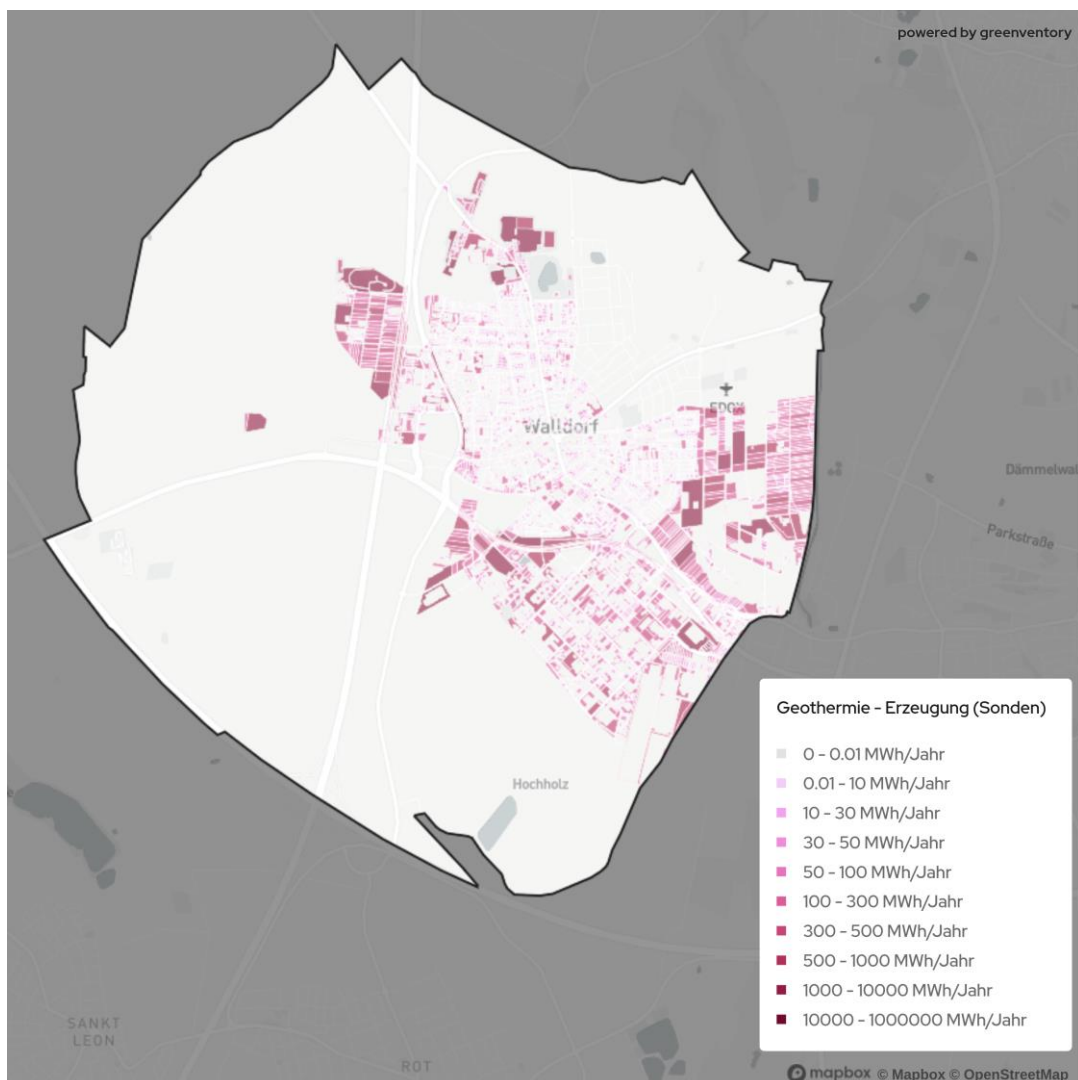 powered by greenventory
EDGX
Walldorf
Dämmelwal
Parkstraße
Hochholz
Geothermie - Erzeugung (Sonden)
0 - 0.01 MWh/Jahr
0.01 - 10 MWh/Jahr
10 - 30 MWh/Jahr
30 - 50 MWh/Jahr
50 - 100 MWh/Jahr
100 - 300 MWh/Jahr
300 - 500 MWh/Jahr
500 - 1000 MWh/Jahr
1000 - 10000 MWh/Jahr
10000 - 1000000 MWh/Jahr
SANKT
LEON
ROT
mapbox © Mapbox © OpenStreetMap